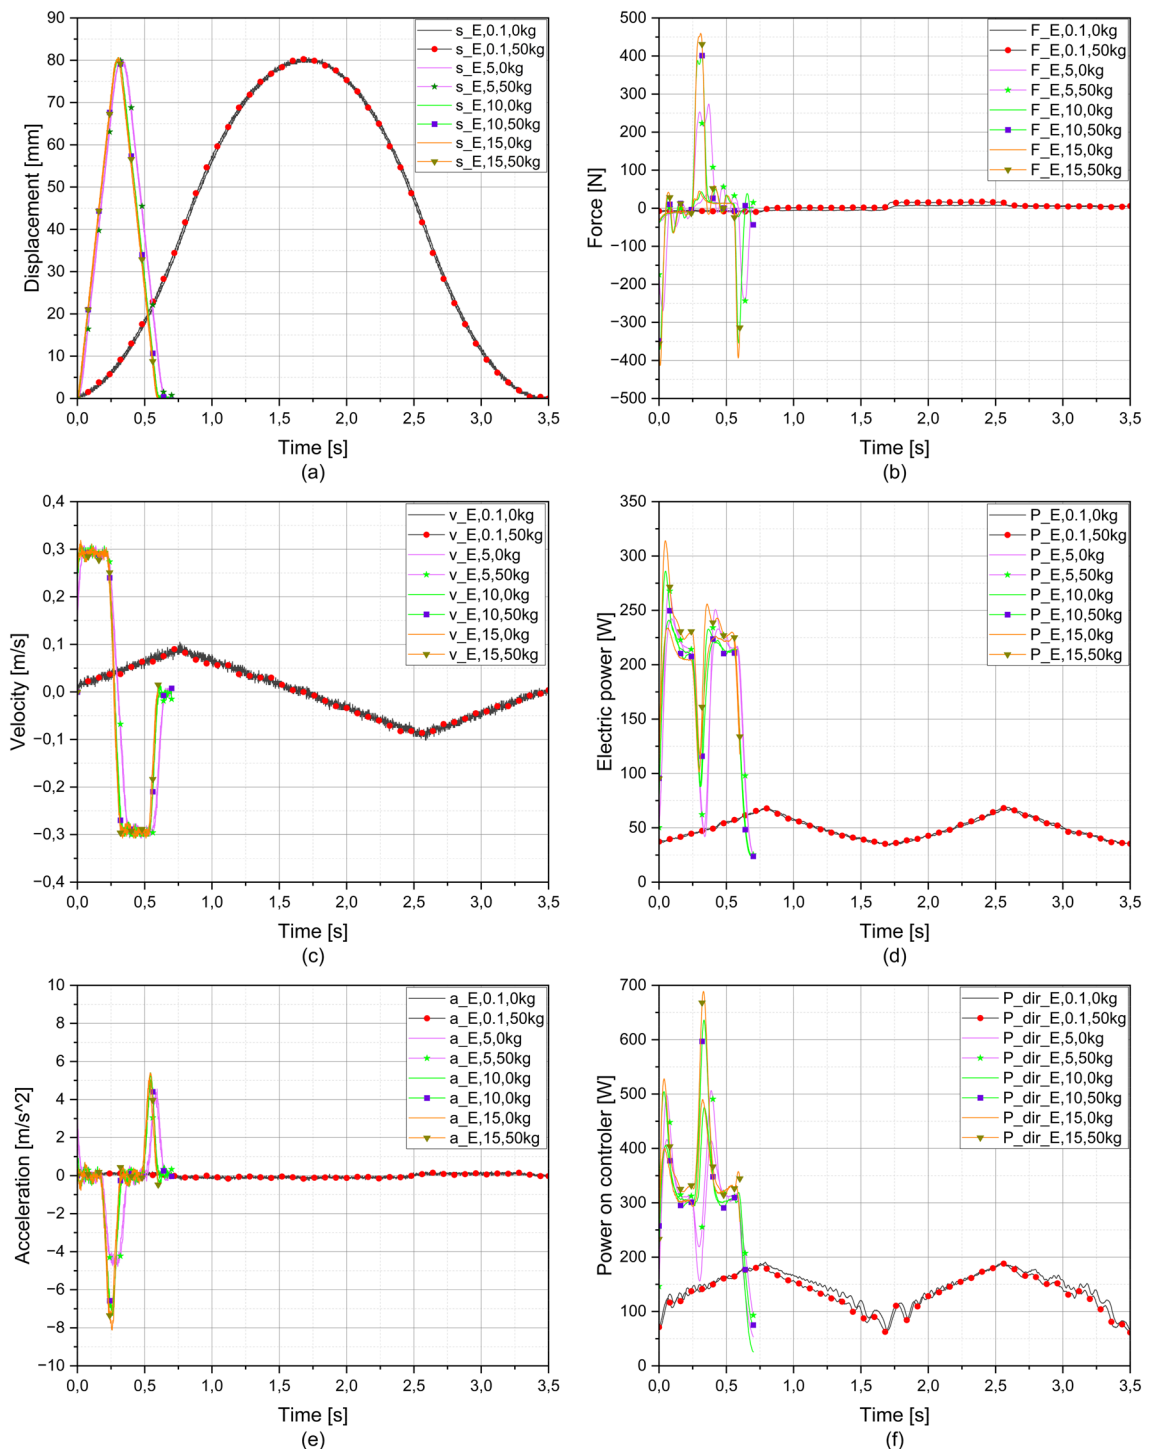 90
80
70
60
50
40
30
20
10
0
Displacement [mm]
s_E,0.1,0kg
s_E,0.1,50kg
s_E,5,0kg
s_E,5,50kg
s_E,10,0kg
s_E,10,50kg
s_E,15,0kg
s_E,15,50kg
0,0 0,5 1,0 1,5 2,0 2,5 3,0 3,5
Time [s]
(a)
500
400
300
200
100
0
−100
−200
−300
−400
−500
Force [N]
F_E,0.1,0kg
F_E,0.1,50kg
F_E,5,0kg
F_E,5,50kg
F_E,10,0kg
F_E,10,50kg
F_E,15,0kg
F_E,15,50kg
0,0 0,5 1,0 1,5 2,0 2,5 3,0 3,5
Time [s]
(b)
0,4
0,3
0,2
0,1
0,0
−0,1
−0,2
−0,3
−0,4
Velocity [m/s]
v_E,0.1,0kg
v_E,0.1,50kg
v_E,5,0kg
v_E,5,50kg
v_E,10,0kg
v_E,10,50kg
v_E,15,0kg
v_E,15,50kg
0,0 0,5 1,0 1,5 2,0 2,5 3,0 3,5
Time [s]
(c)
350
300
250
200
150
100
50
0
Electric power [W]
P_E,0.1,0kg
P_E,0.1,50kg
P_E,5,0kg
P_E,5,50kg
P_E,10,0kg
P_E,10,50kg
P_E,15,0kg
P_E,15,50kg
0,0 0,5 1,0 1,5 2,0 2,5 3,0 3,5
Time [s]
(d)
10
8
6
4
2
0
−2
−4
−6
−8
−10
Acceleration [m/s^2]
a_E,0.1,0kg
a_E,0.1,50kg
a_E,5,0kg
a_E,5,50kg
a_E,10,0kg
a_E,10,0kg
a_E,15,0kg
a_E,15,50kg
0,0 0,5 1,0 1,5 2,0 2,5 3,0 3,5
Time [s]
(e)
700
600
500
400
300
200
100
0
Power on controler [W]
P_dir_E,0.1,0kg
P_dir_E,0.1,50kg
P_dir_E,5,0kg
P_dir_E,5,50kg
P_dir_E,10,0kg
P_dir_E,10,50kg
P_dir_E,15,0kg
P_dir_E,15,50kg
0,0 0,5 1,0 1,5 2,0 2,5 3,0 3,5
Time [s]
(f)